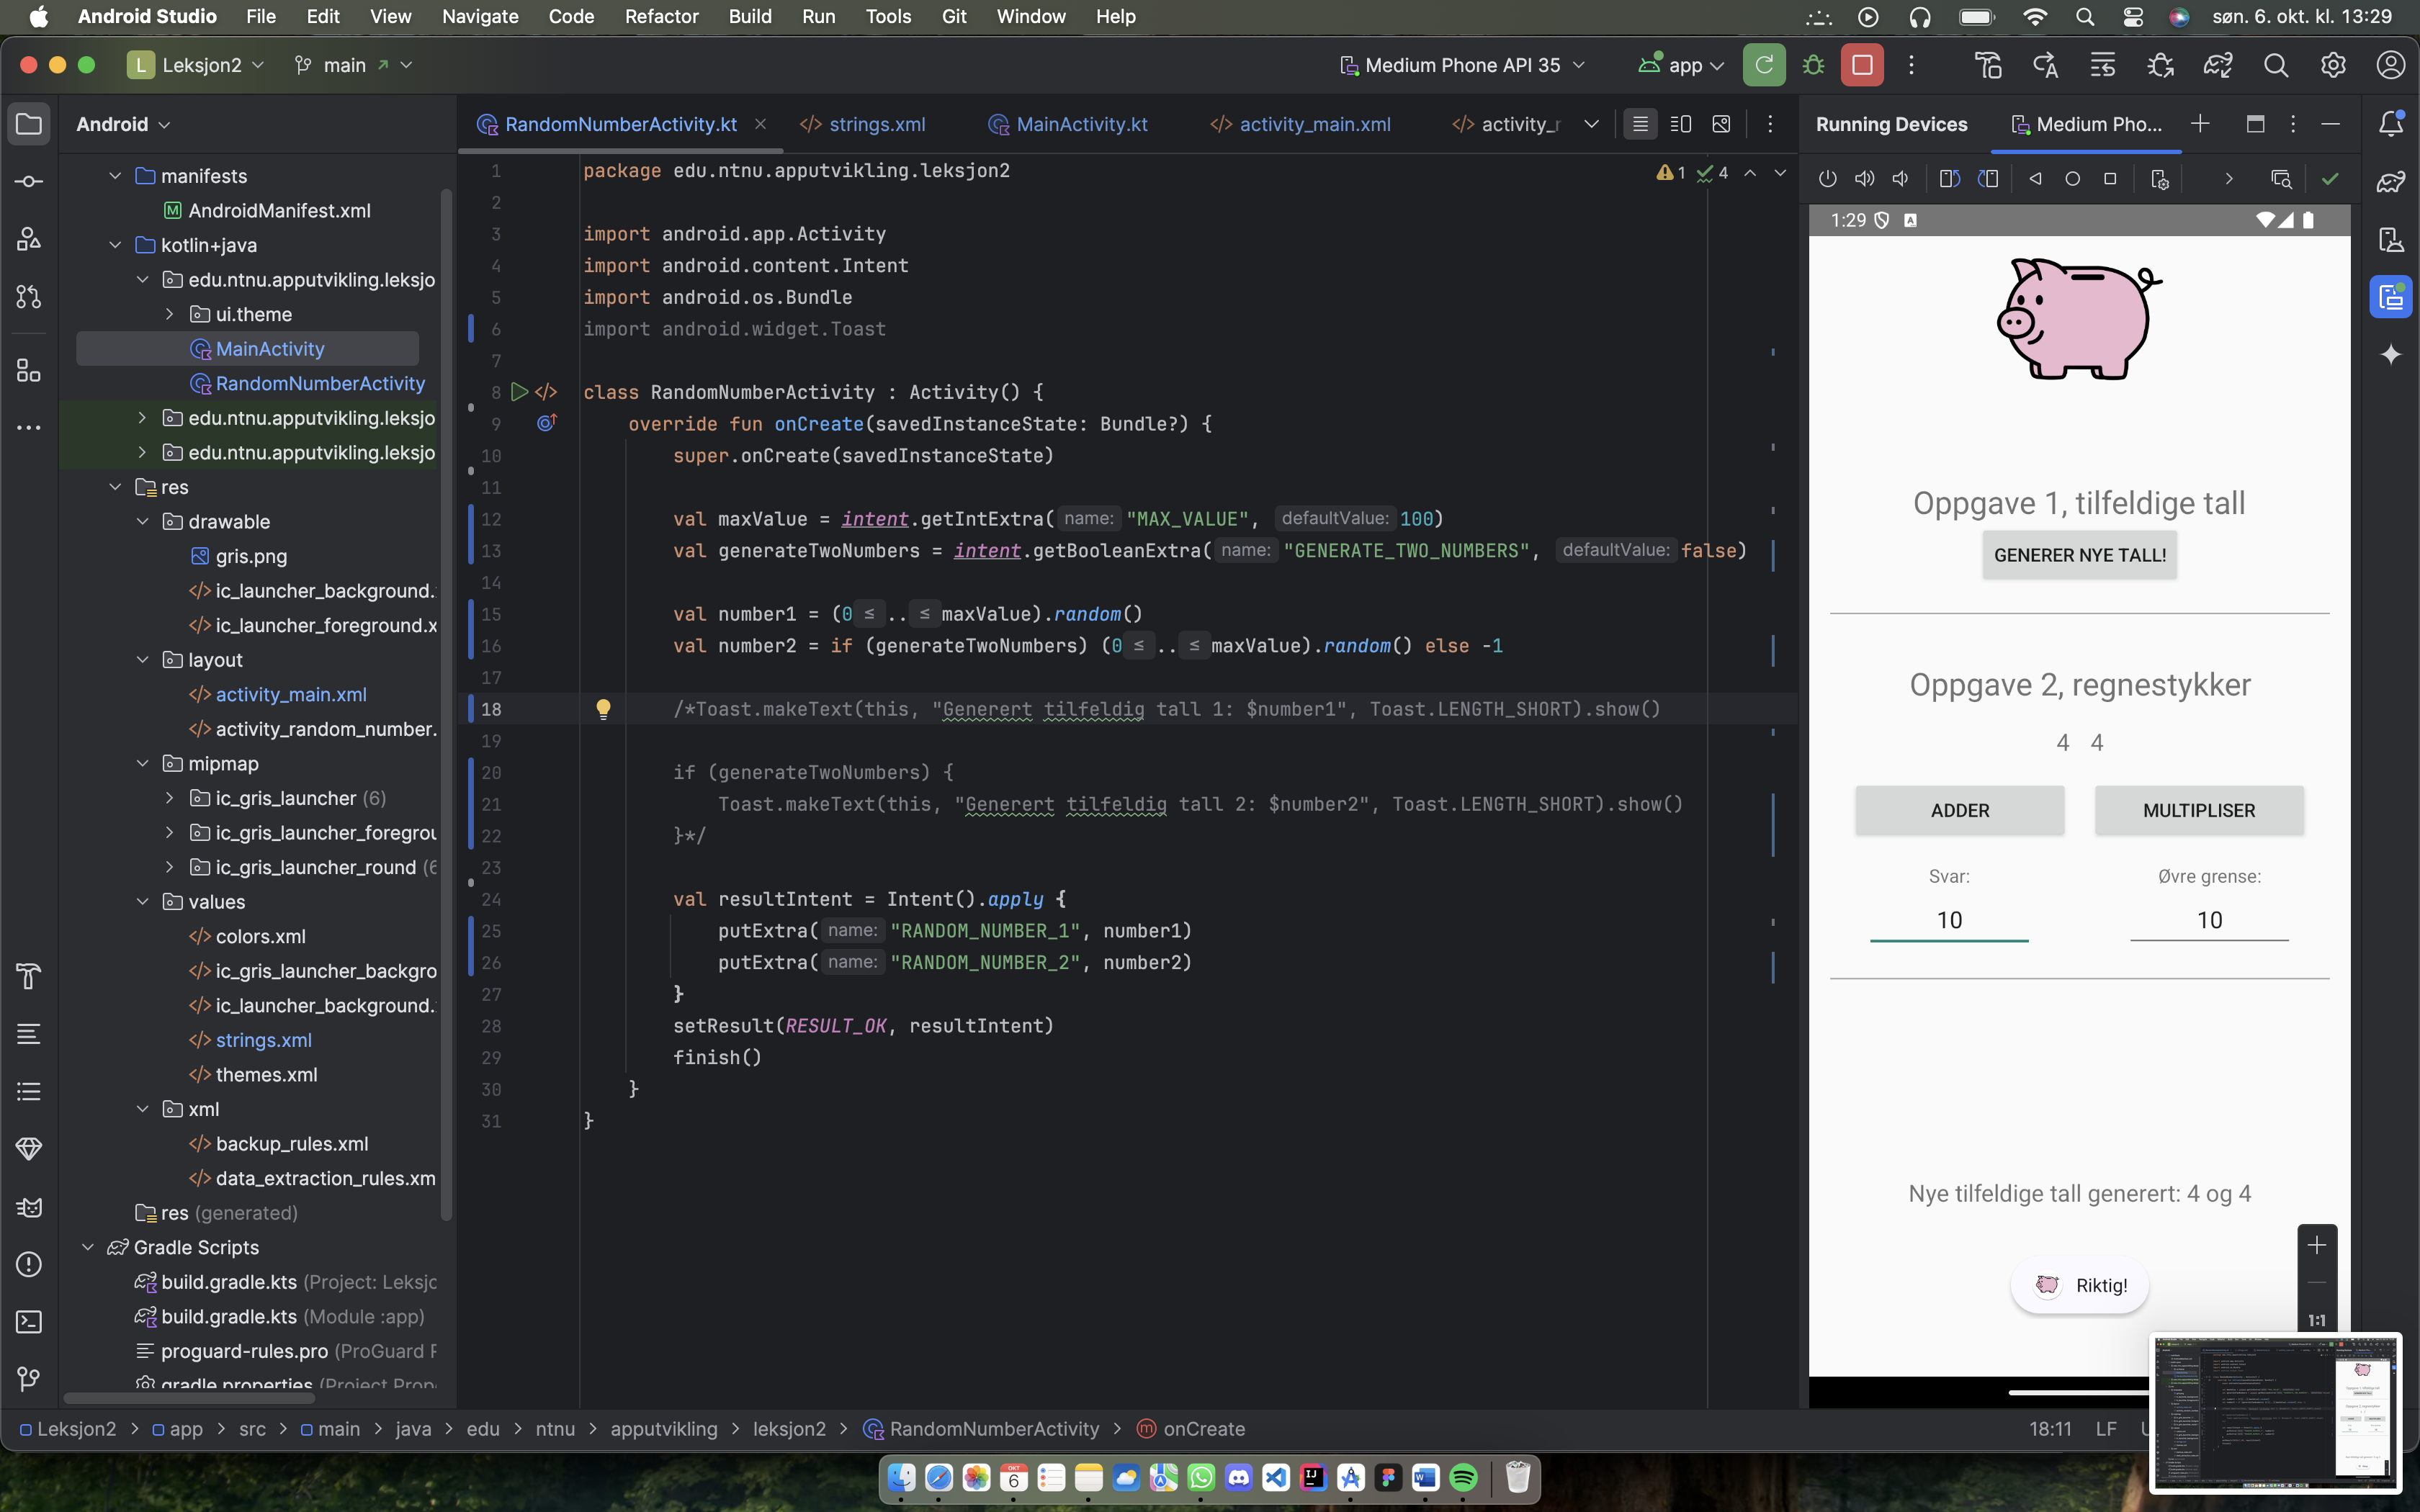 Android Studio File Edit View Navigate Code Refactor Build Run Tools Git Window Help søn. 6. okt. kl. 13:29
L Leksjon2 main Medium Phone API 35 app
Android
manifests
AndroidManifest.xml
kotlin+java
edu.ntnu.apputvikling.leksjo
ui.theme
MainActivity
RandomNumberActivity
edu.ntnu.apputvikling.leksjo
edu.ntnu.apputvikling.leksjo
res
drawable
gris.png
ic_launcher_background.
ic_launcher_foreground.x
layout
activity_main.xml
activity_random_number.
mipmap
ic_gris_launcher (6)
ic_gris_launcher_foregrou
ic_gris_launcher_round (6
values
colors.xml
ic_gris_launcher_backgro
ic_launcher_background.
strings.xml
themes.xml
xml
backup_rules.xml
data_extraction_rules.xm
res (generated)
Gradle Scripts
build.gradle.kts (Project: Leksjo
build.gradle.kts (Module :app)
proguard-rules.pro (ProGuard F
gradle.properties (Project Prop
RandomNumberActivity.kt strings.xml MainActivity.kt activity_main.xml activity_r
1 4
1 package edu.ntnu.apputvikling.leksjon2
2
3 import android.app.Activity
4 import android.content.Intent
5 import android.os.Bundle
6 import android.widget.Toast
7
8 class RandomNumberActivity : Activity() {
9 override fun onCreate(savedInstanceState: Bundle?) {
10 super.onCreate(savedInstanceState)
11
12 val maxValue = intent.getIntExtra( name: "MAX_VALUE", defaultValue: 100)
13 val generateTwoNumbers = intent.getBooleanExtra( name: "GENERATE_TWO_NUMBERS", defaultValue: false)
14
15 val number1 = (0 ≤ .. ≤ maxValue).random()
16 val number2 = if (generateTwoNumbers) (0 ≤ .. ≤ maxValue).random() else -1
17
18 /*Toast.makeText(this, "Generert tilfeldig tall 1: $number1", Toast.LENGTH_SHORT).show()
19
20 if (generateTwoNumbers) {
21 Toast.makeText(this, "Generert tilfeldig tall 2: $number2", Toast.LENGTH_SHORT).show()
22 }*/
23
24 val resultIntent = Intent().apply {
25 putExtra( name: "RANDOM_NUMBER_1", number1)
26 putExtra( name: "RANDOM_NUMBER_2", number2)
27 }
28 setResult(RESULT_OK, resultIntent)
29 finish()
30 }
31 }
Running Devices Medium Pho...
1:29
Oppgave 1, tilfeldige tall
GENERER NYE TALL!
Oppgave 2, regnestykker
4 4
ADDER MULTIPLISER
Svar: Øvre grense:
10 10
Nye tilfeldige tall generert: 4 og 4
Riktig!
1:1
Leksjon2 > app > src > main > java > edu > ntnu > apputvikling > leksjon2 > RandomNumberActivity > onCreate 18:11 LF
OKT
6